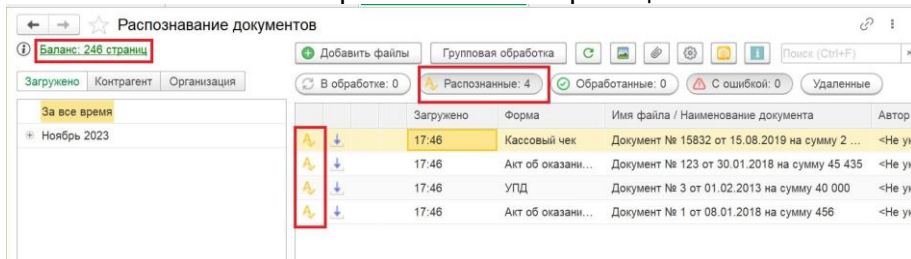 Распознавание документов
Баланс: 246 страниц
Добавить файлы Групповая обработка Поиск (Ctrl+F)
Загружено Контрагент Организация
В обработке: 0 Распознанные: 4 Обработанные: 0 С ошибкой: 0 Удаленные
За все время
Ноябрь 2023
Загружено Форма Имя файла / Наименование документа Автор
17:46 Кассовый чек Документ № 15832 от 15.08.2019 на сумму 2 ... <Не ук
17:46 Акт об оказани... Документ № 123 от 30.01.2018 на сумму 45 435 <Не ук
17:46 УПД Документ № 3 от 01.02.2013 на сумму 40 000 <Не ук
17:46 Акт об оказани... Документ № 1 от 08.01.2018 на сумму 456 <Не ук